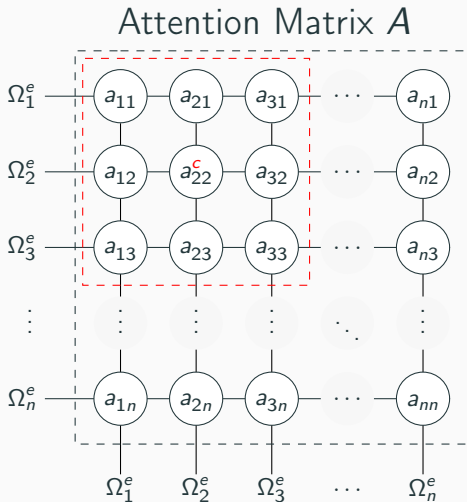 Attention Matrix A
Ω₁ᵉ a₁₁ a₂₁ a₃₁ ⋯ aₙ₁
Ω₂ᵉ a₁₂ a₂₂ᶜ a₃₂ ⋯ aₙ₂
Ω₃ᵉ a₁₃ a₂₃ a₃₃ ⋯ aₙ₃
⋮ ⋮ ⋮ ⋮ ⋱ ⋮
Ωₙᵉ a₁ₙ a₂ₙ a₃ₙ ⋯ aₙₙ
Ω₁ᵉ Ω₂ᵉ Ω₃ᵉ ⋯ Ωₙᵉ